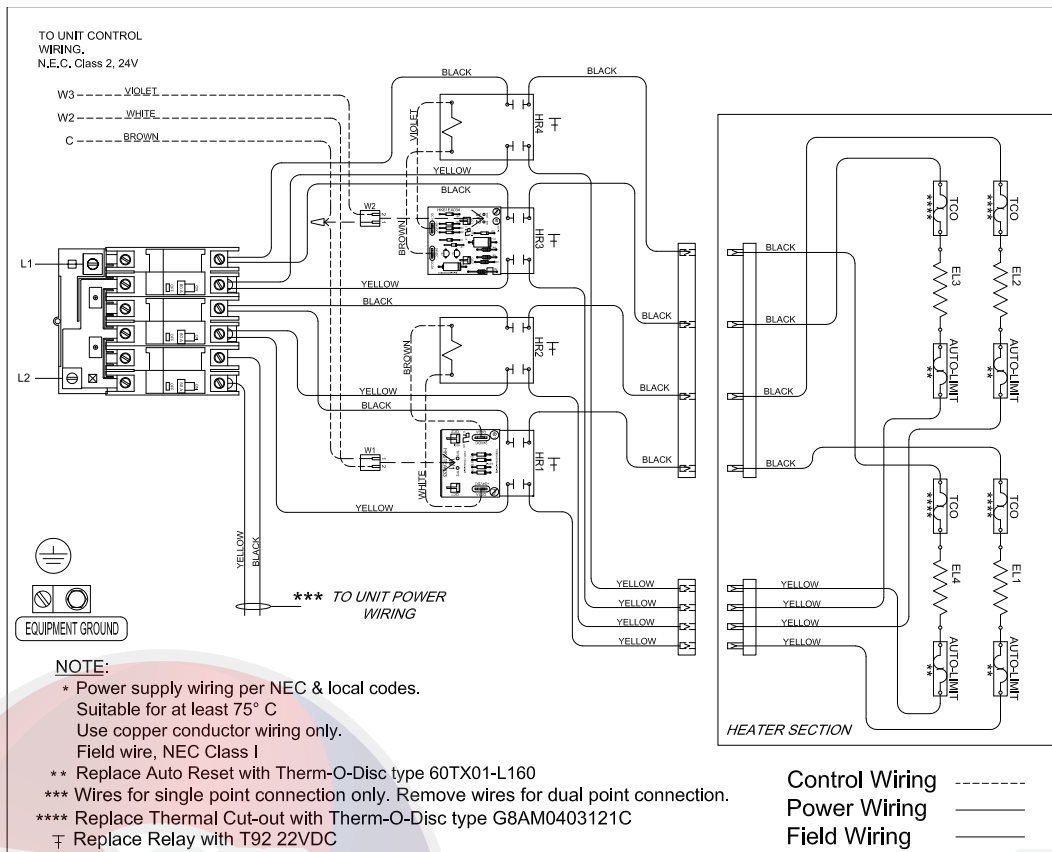 TO UNIT CONTROL
WIRING.
N.E.C. Class 2, 24V
W3
VIOLET
W2
WHITE
C
BROWN
BLACK
BLACK
VIOLET
HR4
YELLOW
BLACK
W2
2
1
BROWN
HR3
YELLOW
BLACK
BROWN
HR2
YELLOW
BLACK
W1
1
2
WHITE
HR1
YELLOW
L1
L2
YELLOW
BLACK
*** TO UNIT POWER
WIRING
EQUIPMENT GROUND
BLACK
BLACK
BLACK
BLACK
YELLOW
YELLOW
YELLOW
YELLOW
BLACK
BLACK
BLACK
BLACK
YELLOW
YELLOW
YELLOW
YELLOW
TCO
****
TCO
****
EL3
EL2
AUTO-LIMIT
**
AUTO-LIMIT
**
TCO
****
TCO
****
EL4
EL1
AUTO-LIMIT
**
AUTO-LIMIT
**
HEATER SECTION
NOTE:
* Power supply wiring per NEC & local codes.
Suitable for at least 75° C
Use copper conductor wiring only.
Field wire, NEC Class I
** Replace Auto Reset with Therm-O-Disc type 60TX01-L160
*** Wires for single point connection only. Remove wires for dual point connection.
**** Replace Thermal Cut-out with Therm-O-Disc type G8AM0403121C
Replace Relay with T92 22VDC
Control Wiring
Power Wiring
Field Wiring